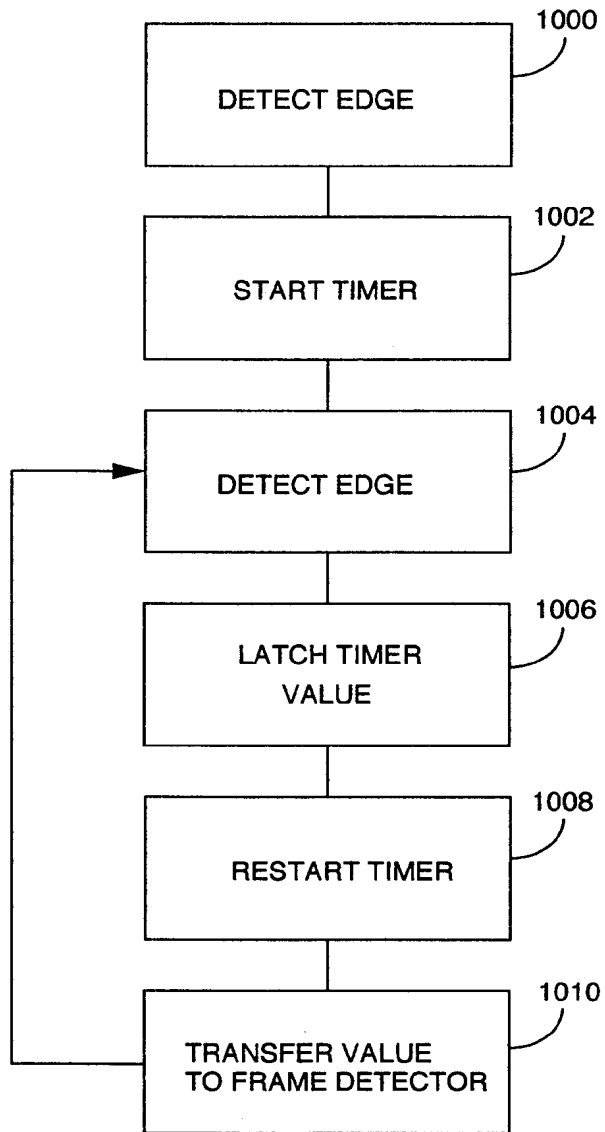 1000
DETECT EDGE
1002
START TIMER
1004
DETECT EDGE
1006
LATCH TIMER
VALUE
1008
RESTART TIMER
1010
TRANSFER VALUE
TO FRAME DETECTOR